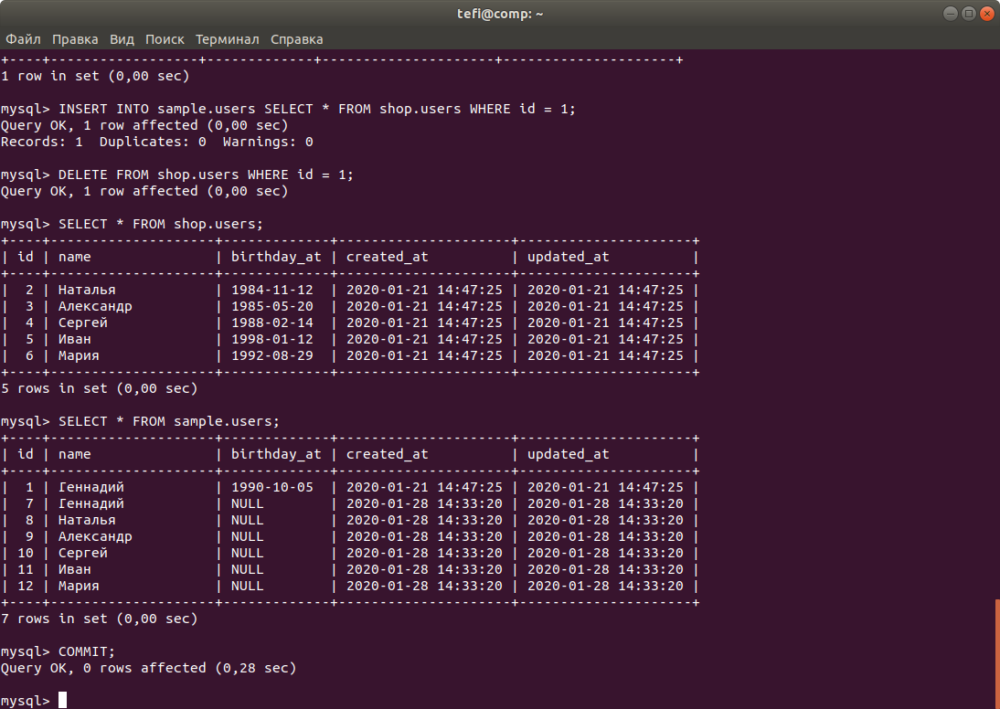 tefi@comp: ~
Файл Правка Вид Поиск Терминал Справка
+----+------------------+-------------+---------------------+---------------------+
1 row in set (0,00 sec)
mysql> INSERT INTO sample.users SELECT * FROM shop.users WHERE id = 1;
Query OK, 1 row affected (0,00 sec)
Records: 1  Duplicates: 0  Warnings: 0
mysql> DELETE FROM shop.users WHERE id = 1;
Query OK, 1 row affected (0,00 sec)
mysql> SELECT * FROM shop.users;
+----+--------------------+-------------+---------------------+---------------------+
| id | name               | birthday_at | created_at          | updated_at          |
+----+--------------------+-------------+---------------------+---------------------+
|  2 | Наталья            | 1984-11-12  | 2020-01-21 14:47:25 | 2020-01-21 14:47:25 |
|  3 | Александр          | 1985-05-20  | 2020-01-21 14:47:25 | 2020-01-21 14:47:25 |
|  4 | Сергей             | 1988-02-14  | 2020-01-21 14:47:25 | 2020-01-21 14:47:25 |
|  5 | Иван               | 1998-01-12  | 2020-01-21 14:47:25 | 2020-01-21 14:47:25 |
|  6 | Мария              | 1992-08-29  | 2020-01-21 14:47:25 | 2020-01-21 14:47:25 |
+----+--------------------+-------------+---------------------+---------------------+
5 rows in set (0,00 sec)
mysql> SELECT * FROM sample.users;
+----+--------------------+-------------+---------------------+---------------------+
| id | name               | birthday_at | created_at          | updated_at          |
+----+--------------------+-------------+---------------------+---------------------+
|  1 | Геннадий           | 1990-10-05  | 2020-01-21 14:47:25 | 2020-01-21 14:47:25 |
|  7 | Геннадий           | NULL        | 2020-01-28 14:33:20 | 2020-01-28 14:33:20 |
|  8 | Наталья            | NULL        | 2020-01-28 14:33:20 | 2020-01-28 14:33:20 |
|  9 | Александр          | NULL        | 2020-01-28 14:33:20 | 2020-01-28 14:33:20 |
| 10 | Сергей             | NULL        | 2020-01-28 14:33:20 | 2020-01-28 14:33:20 |
| 11 | Иван               | NULL        | 2020-01-28 14:33:20 | 2020-01-28 14:33:20 |
| 12 | Мария              | NULL        | 2020-01-28 14:33:20 | 2020-01-28 14:33:20 |
+----+--------------------+-------------+---------------------+---------------------+
7 rows in set (0,00 sec)
mysql> COMMIT;
Query OK, 0 rows affected (0,28 sec)
mysql>